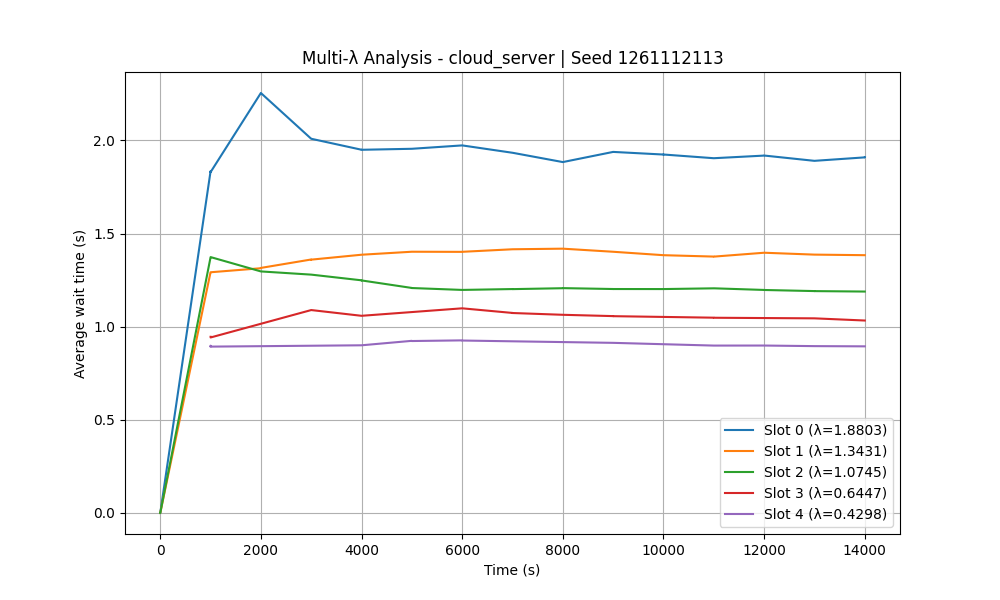 Multi-λ Analysis - cloud_server | Seed 1261112113
Average wait time (s)
2.0
1.5
1.0
0.5
0.0
Slot 0 (λ=1.8803)
Slot 1 (λ=1.3431)
Slot 2 (λ=1.0745)
Slot 3 (λ=0.6447)
Slot 4 (λ=0.4298)
0 2000 4000 6000 8000 10000 12000 14000
Time (s)